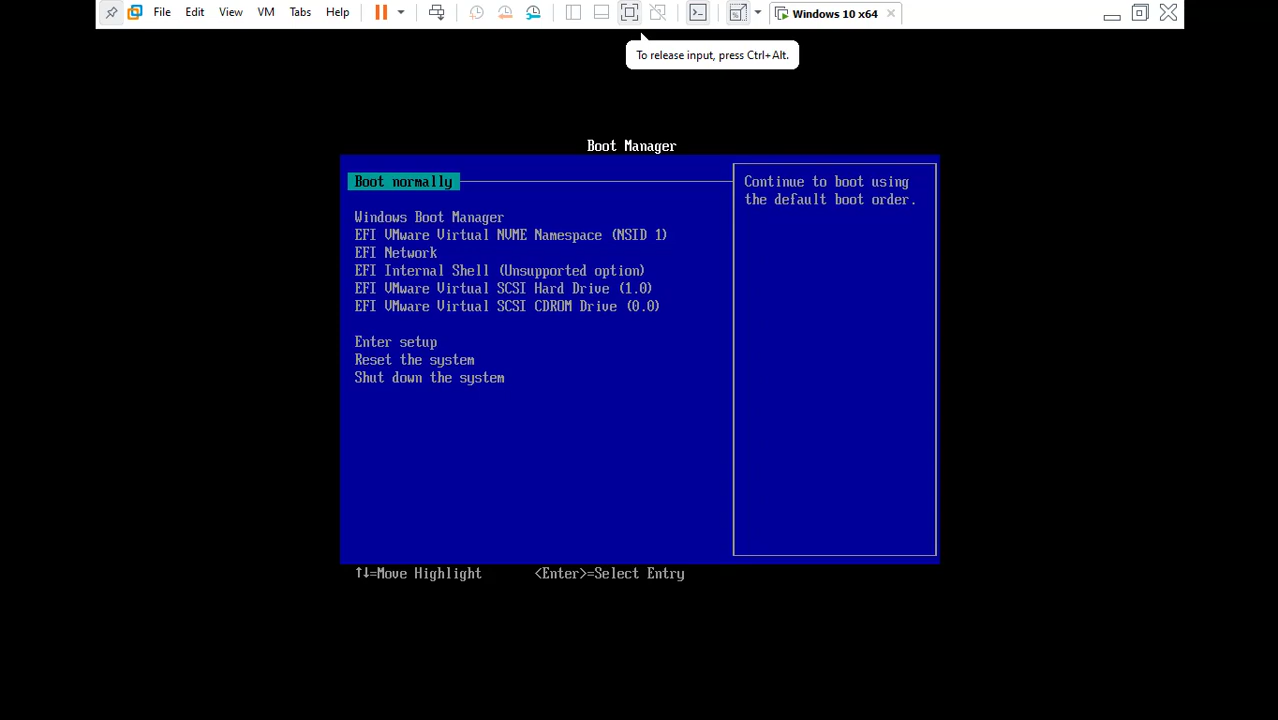 File Edit View VM Tabs Help Windows 10 x64
To release input, press Ctrl+Alt.
Boot Manager
Boot normally
Windows Boot Manager
EFI VMware Virtual NVME Namespace (NSID 1)
EFI Network
EFI Internal Shell (Unsupported option)
EFI VMware Virtual SCSI Hard Drive (1.0)
EFI VMware Virtual SCSI CDROM Drive (0.0)
Enter setup
Reset the system
Shut down the system
Continue to boot using
the default boot order.
↑↓=Move Highlight <Enter>=Select Entry